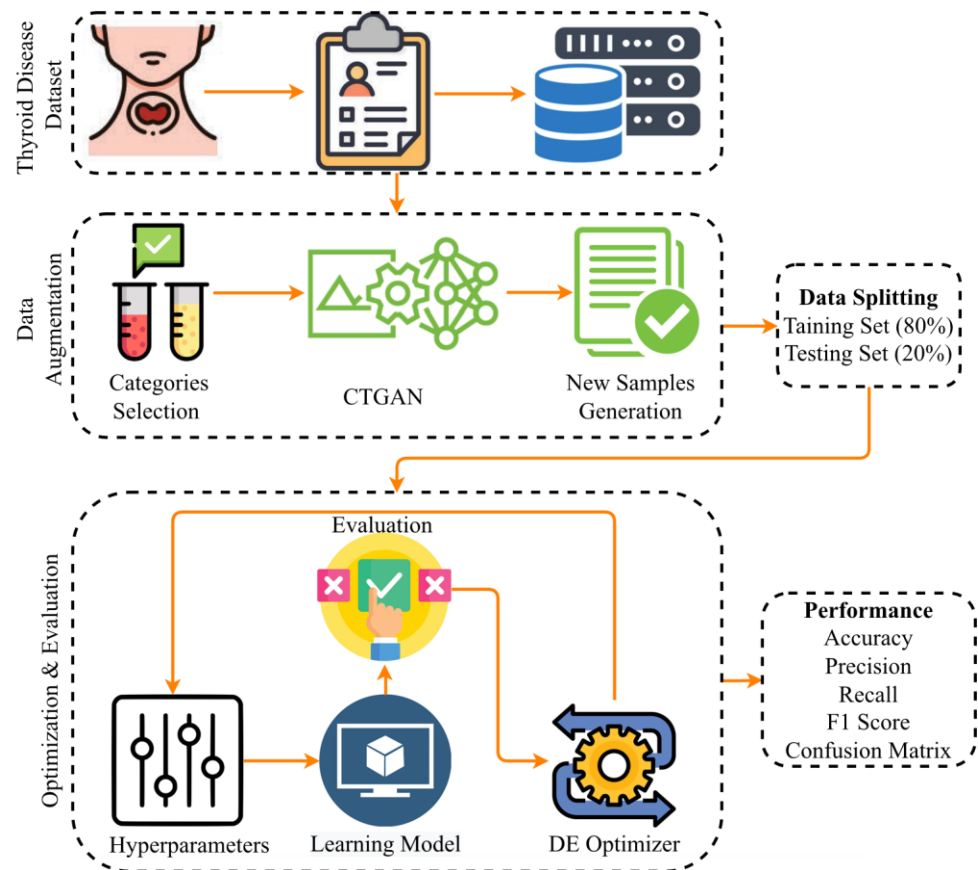 Thyroid Disease
Dataset
Data
Augmentation
Categories
Selection
CTGAN
New Samples
Generation
Data Splitting
Taining Set (80%)
Testing Set (20%)
Optimization & Evaluation
Evaluation
Hyperparameters
Learning Model
DE Optimizer
Performance
Accuracy
Precision
Recall
F1 Score
Confusion Matrix